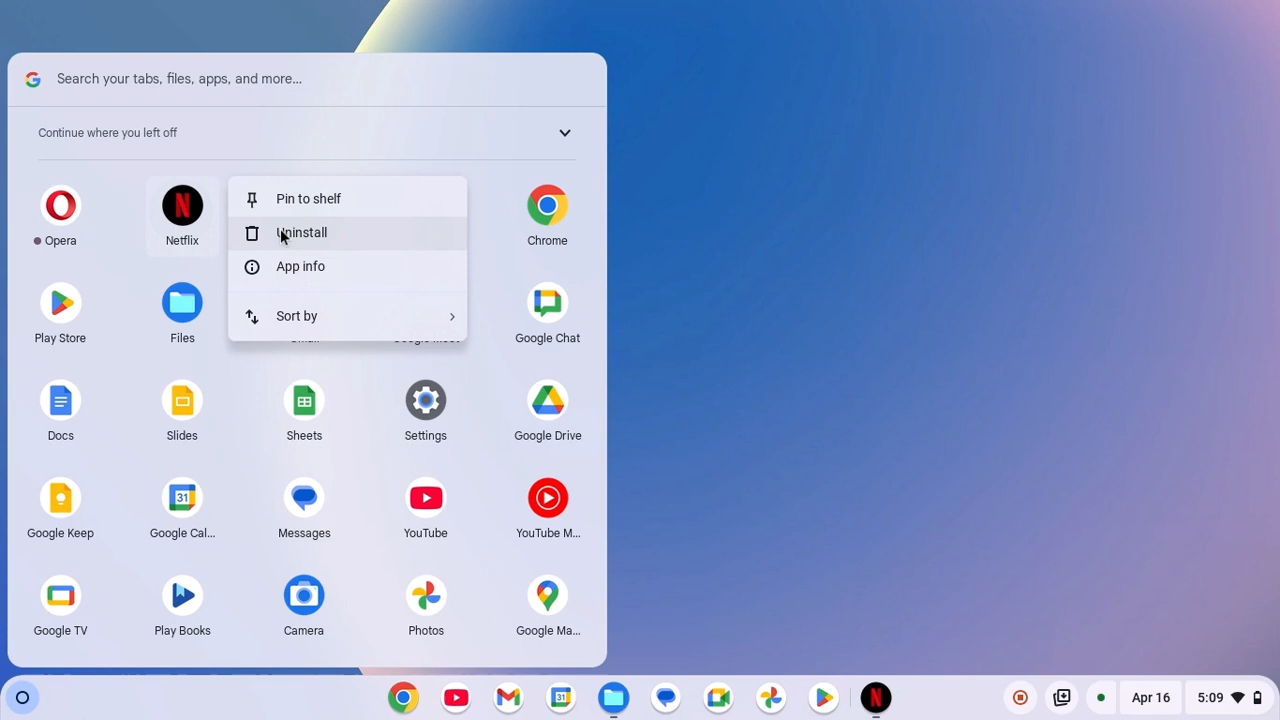 Search your tabs, files, apps, and more...
Continue where you left off
Pin to shelf
Uninstall
App info
Sort by
Opera
Netflix
Chrome
Play Store
Files
Google Chat
Docs
Slides
Sheets
Settings
Google Drive
Google Keep
31
Google Cal...
Messages
YouTube
YouTube M...
Google TV
Play Books
Camera
Photos
Google Ma...
31
Apr 16
5:09